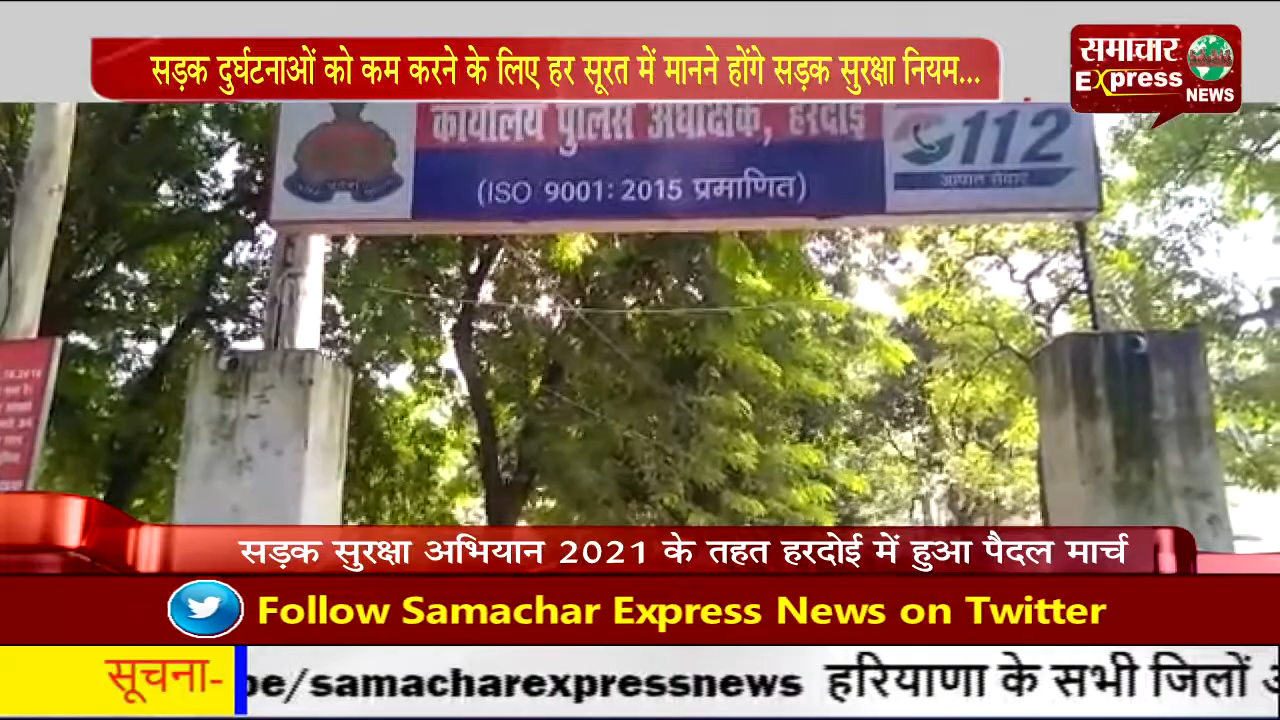 सड़क दुर्घटनाओं को कम करने के लिए हर सूरत में मानने होंगे सड़क सुरक्षा नियम...
समाचार
Express
NEWS
कार्यालय पुलिस अधीक्षक, हरदोई
(ISO 9001: 2015 प्रमाणित)
112
आपात सेवाएं
सड़क सुरक्षा अभियान 2021 के तहत हरदोई में हुआ पैदल मार्च
Follow Samachar Express News on Twitter
सूचना-
be/samacharexpressnews हरियाणा के सभी जिलों